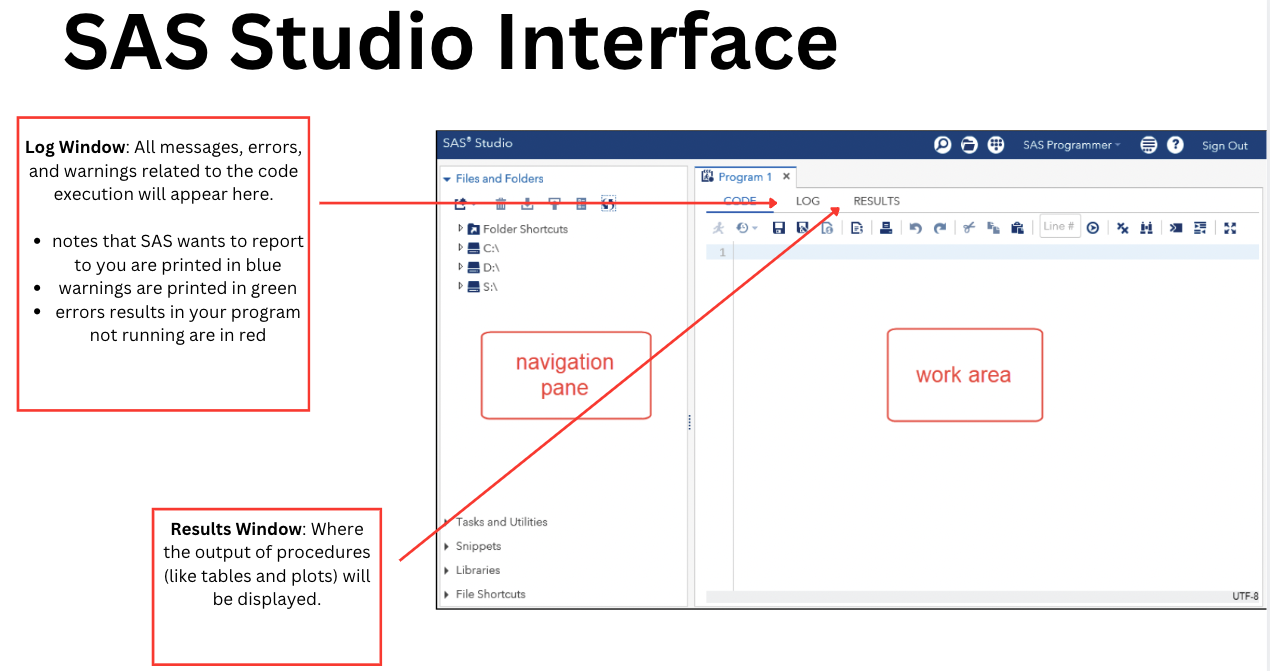 SAS Studio Interface
Log Window: All messages, errors,
and warnings related to the code
execution will appear here.
• notes that SAS wants to report
to you are printed in blue
• warnings are printed in green
• errors results in your program
not running are in red
Results Window: Where
the output of procedures
(like tables and plots) will
be displayed.
SAS® Studio
SAS Programmer
?
Sign Out
Files and Folders
Folder Shortcuts
C:\
D:\
S:\
navigation
pane
Tasks and Utilities
Snippets
Libraries
File Shortcuts
Program 1
CODE
LOG
RESULTS
Line #
1
work area
UTF-8